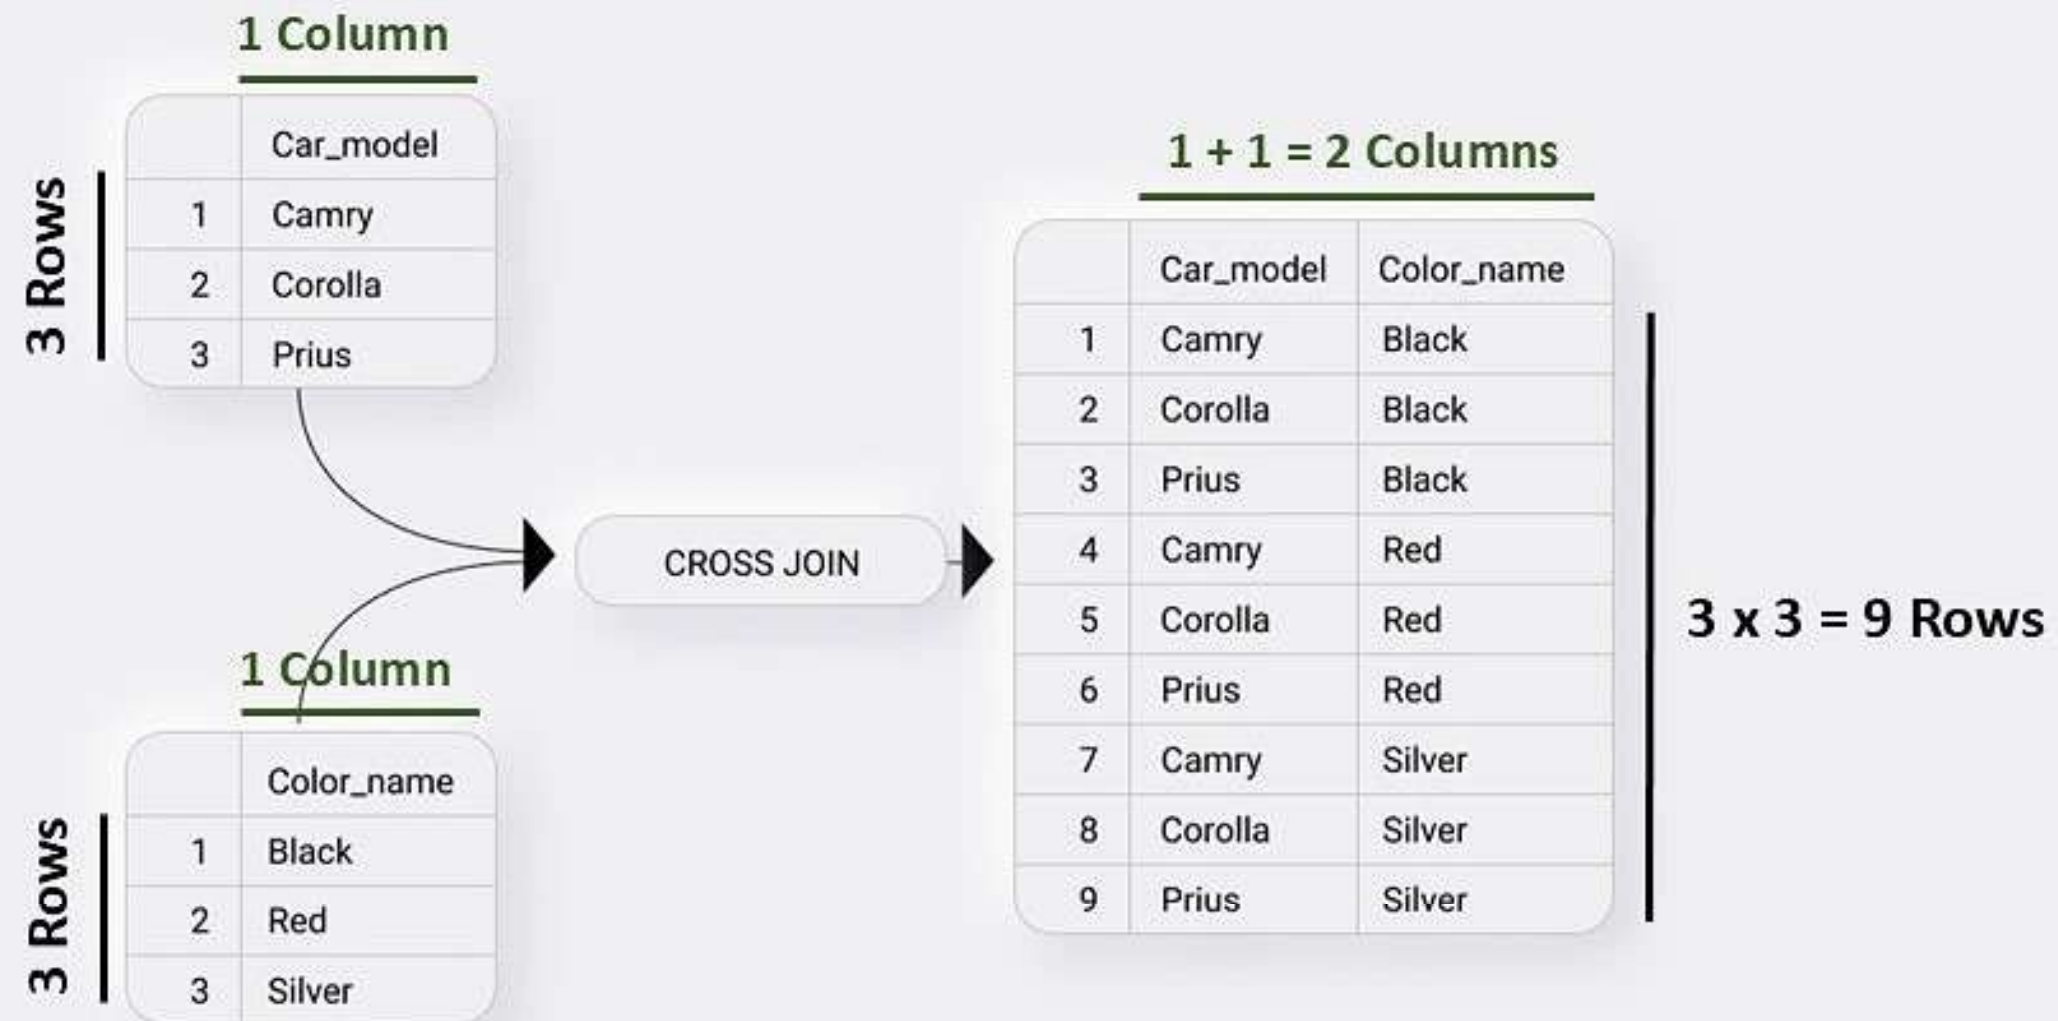 1 Column
Car_model
1 Camry
2 Corolla
3 Prius
3 Rows
CROSS JOIN
1 Column
Color_name
1 Black
2 Red
3 Silver
3 Rows
1 + 1 = 2 Columns
Car_model Color_name
1 Camry Black
2 Corolla Black
3 Prius Black
4 Camry Red
5 Corolla Red
6 Prius Red
7 Camry Silver
8 Corolla Silver
9 Prius Silver
3 x 3 = 9 Rows